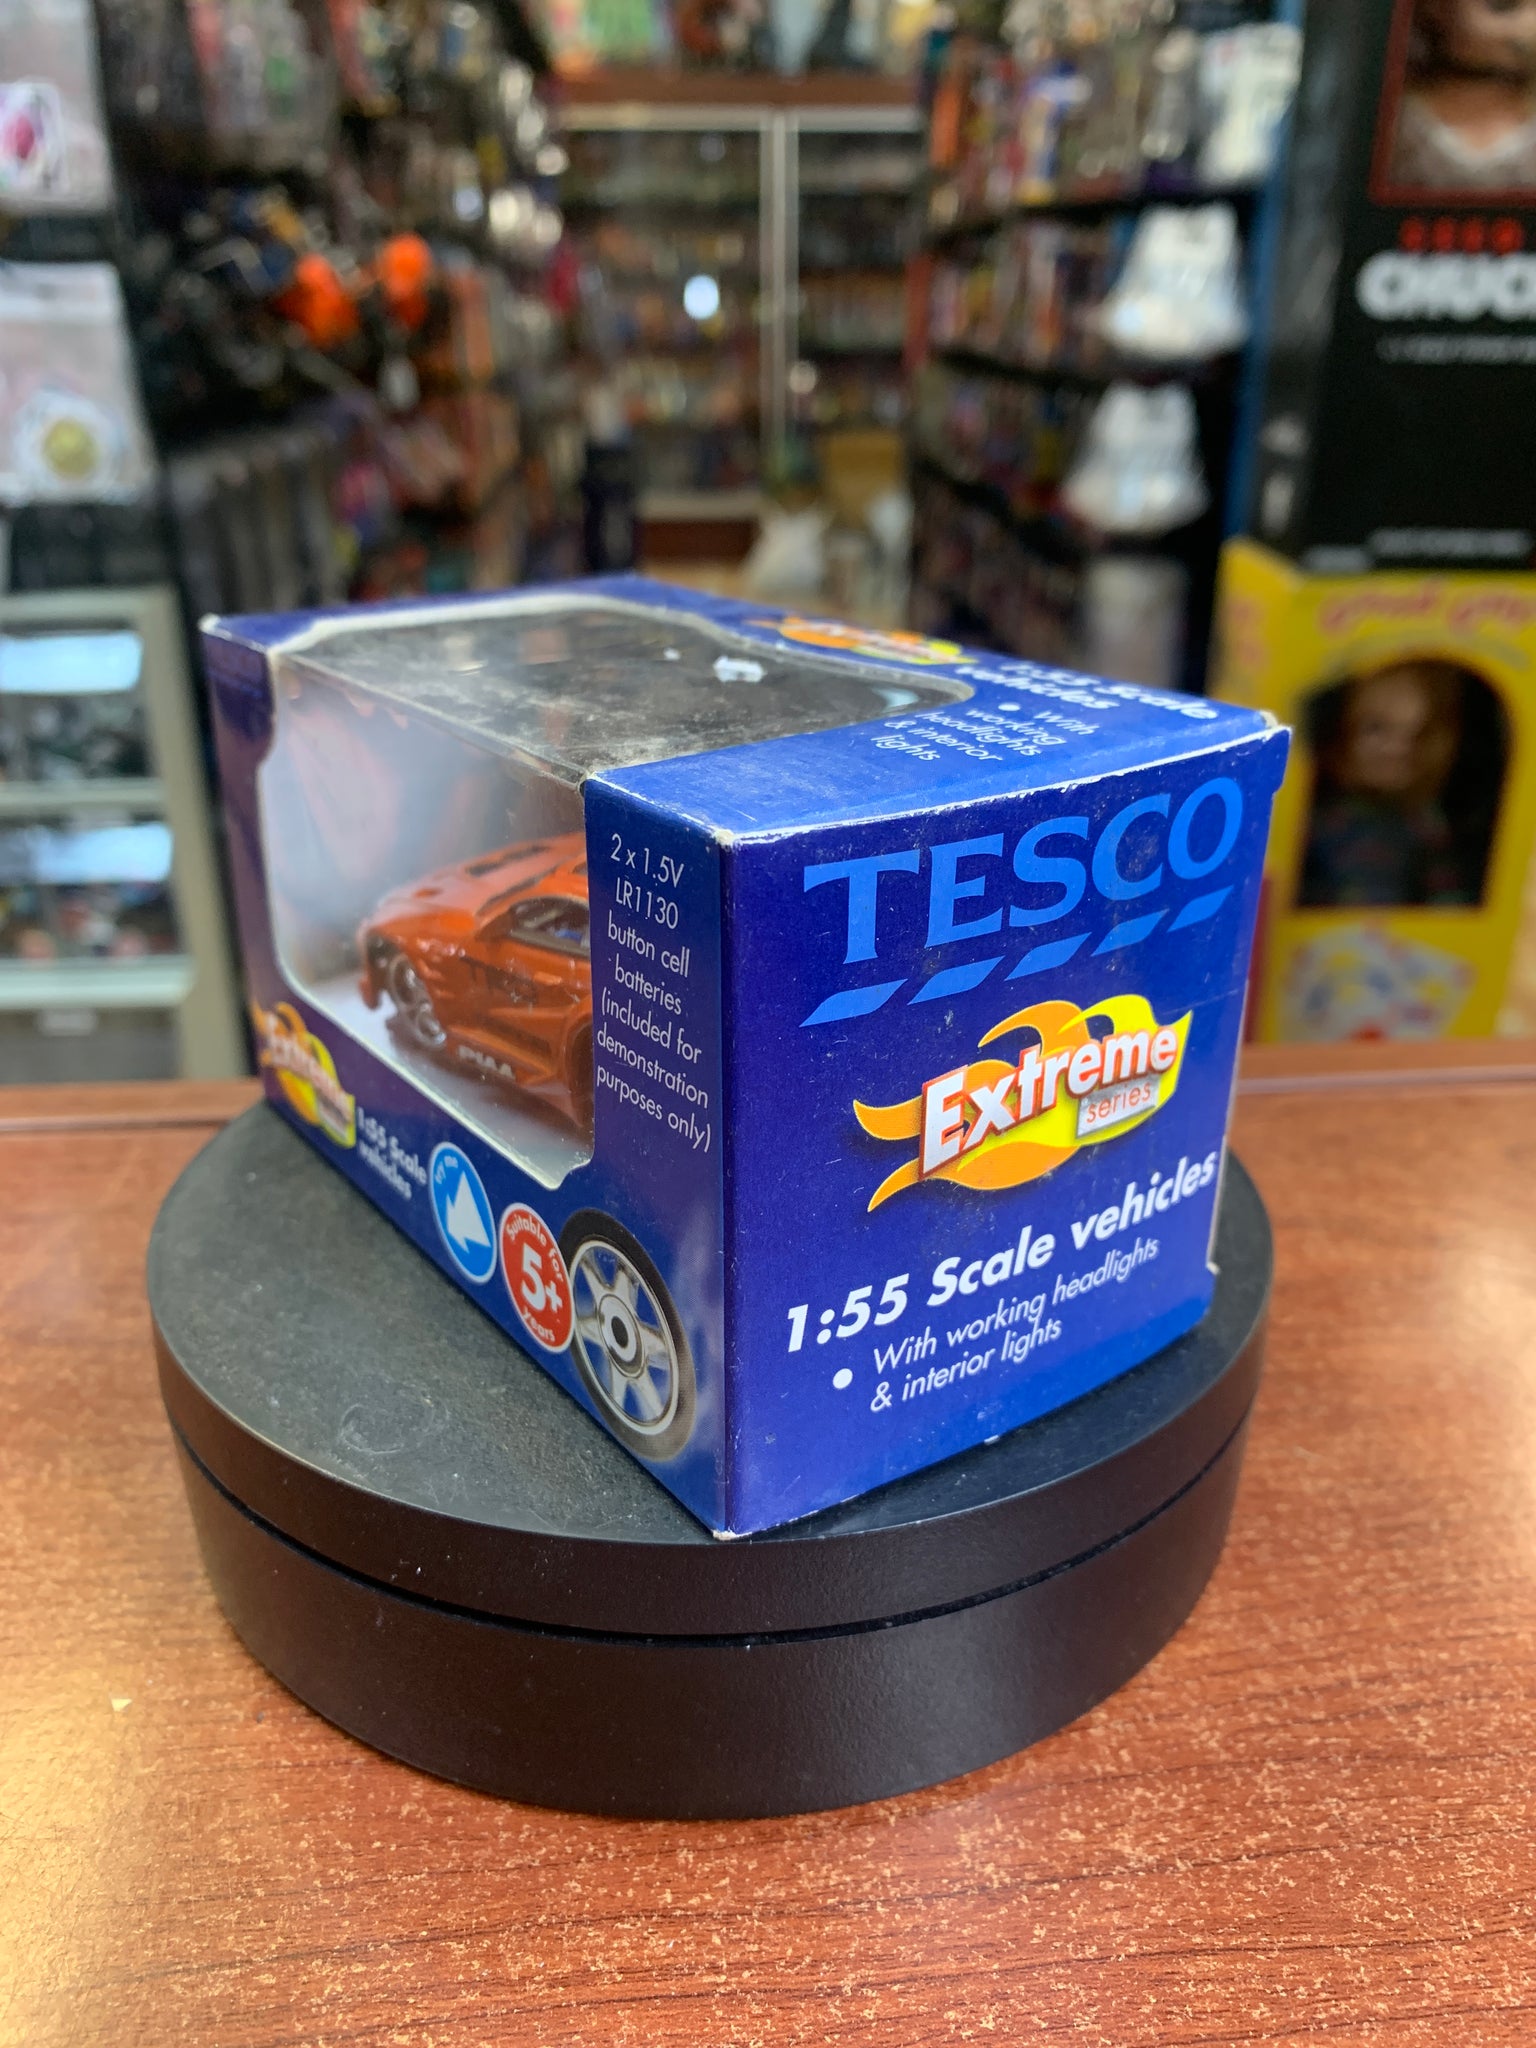 1:55 Scale
vehicles
• With
working
headlights
& interior
lights
TESCO
Extreme
series
1:55 Scale vehicles
• With working headlights
& interior lights
2 x 1.5V
LR1130
button cell
batteries
(included for
demonstration
purposes only)
Extreme
1:55 Scale
vehicles
Suitable for
5+
years